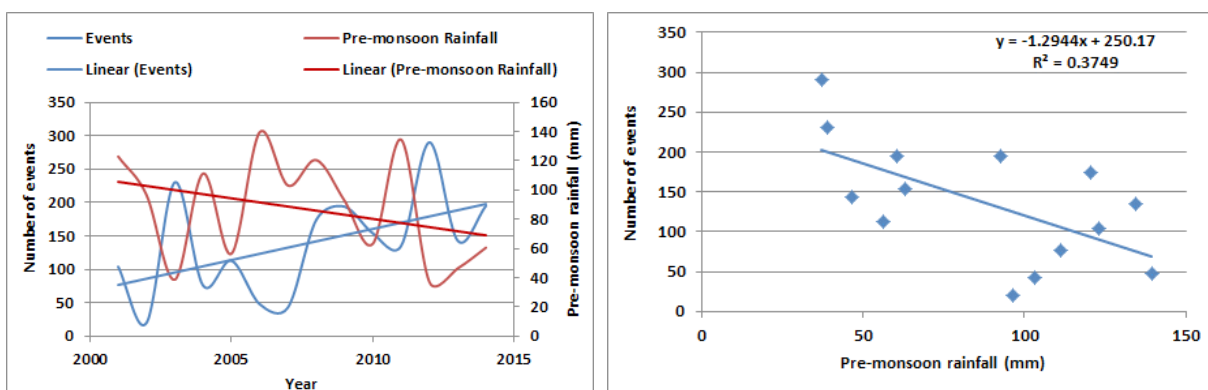 Events Pre-monsoon Rainfall
Linear (Events) Linear (Pre-monsoon Rainfall)
350
300
250
200
150
100
50
0
Number of events
160
140
120
100
80
60
40
20
0
Pre-monsoon rainfall (mm)
2000 2005 2010 2015
Year
y = -1.2944x + 250.17
R² = 0.3749
350
300
250
200
150
100
50
0
Number of events
0 50 100 150
Pre-monsoon rainfall (mm)